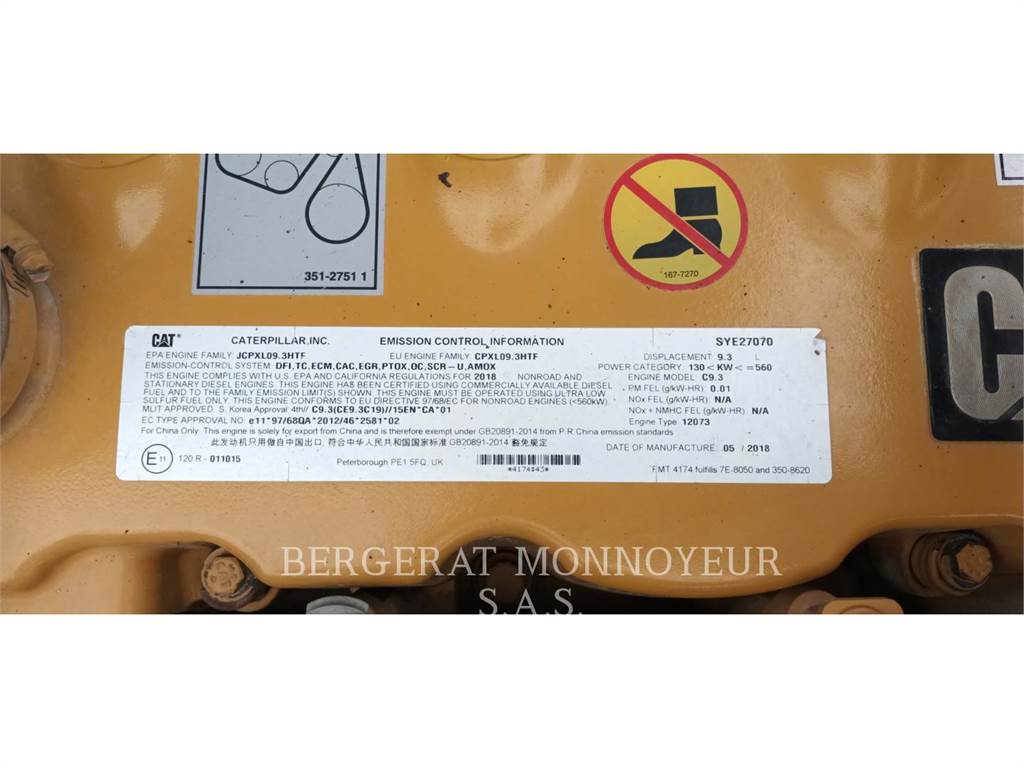 351-2751 1
167-7270
CAT CATERPILLAR, INC. EMISSION CONTROL INFORMATION SYE27070
EPA ENGINE FAMILY: JCPXL09.3HTF EU ENGINE FAMILY: CPXL09.3HTF DISPLACEMENT 9.3 L
EMISSION-CONTROL SYSTEM: DFI,TC,ECM,CAC,EGR,PTOX,OC,SCR-U,AMOX POWER CATEGORY: 130<KW<=560
THIS ENGINE COMPLIES WITH U.S. EPA AND CALIFORNIA REGULATIONS FOR 2018 NONROAD AND ENGINE MODEL: C9.3
STATIONARY DIESEL ENGINES. THIS ENGINE HAS BEEN CERTIFIED USING COMMERCIALLY AVAILABLE DIESEL PM FEL (g/kW-HR) 0.01
FUEL AND TO THE FAMILY EMISSION LIMIT(S) SHOWN. THIS ENGINE MUST BE OPERATED USING ULTRA LOW NOx FEL (g/kW-HR): N/A
SULFUR FUEL ONLY. THIS ENGINE CONFORMS TO EU DIRECTIVE 97/68/EC FOR NONROAD ENGINES (<560kW). NOx + NMHC FEL (g/kW-HR): N/A
MLIT APPROVED S. Korea Approval: 4th// C9.3(CE9.3C19)//15EN*CA*01
EC TYPE APPROVAL NO: e11*97/68QA*2012/46*2581*02 Engine Type: 12073
For China Only: This engine is solely for export from China and is therefore exempt under GB20891-2014 from P.R.China emission standards.
此发动机只用做自中国出口,符合中华人民共和国国家标准 GB20891-2014 豁免规定 DATE OF MANUFACTURE .05 / 2018
E 11 120 R - 011015 Peterborough PE1 5FQ, UK *4174043* FMT 4174 fulfills 7E-8050 and 350-8620
C
BERGERAT MONNOYEUR
S.A.S.